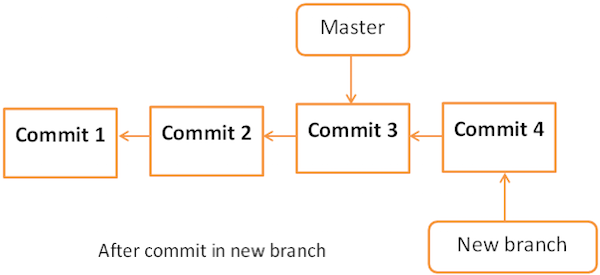 Master
Commit 1
Commit 2
Commit 3
Commit 4
After commit in new branch
New branch